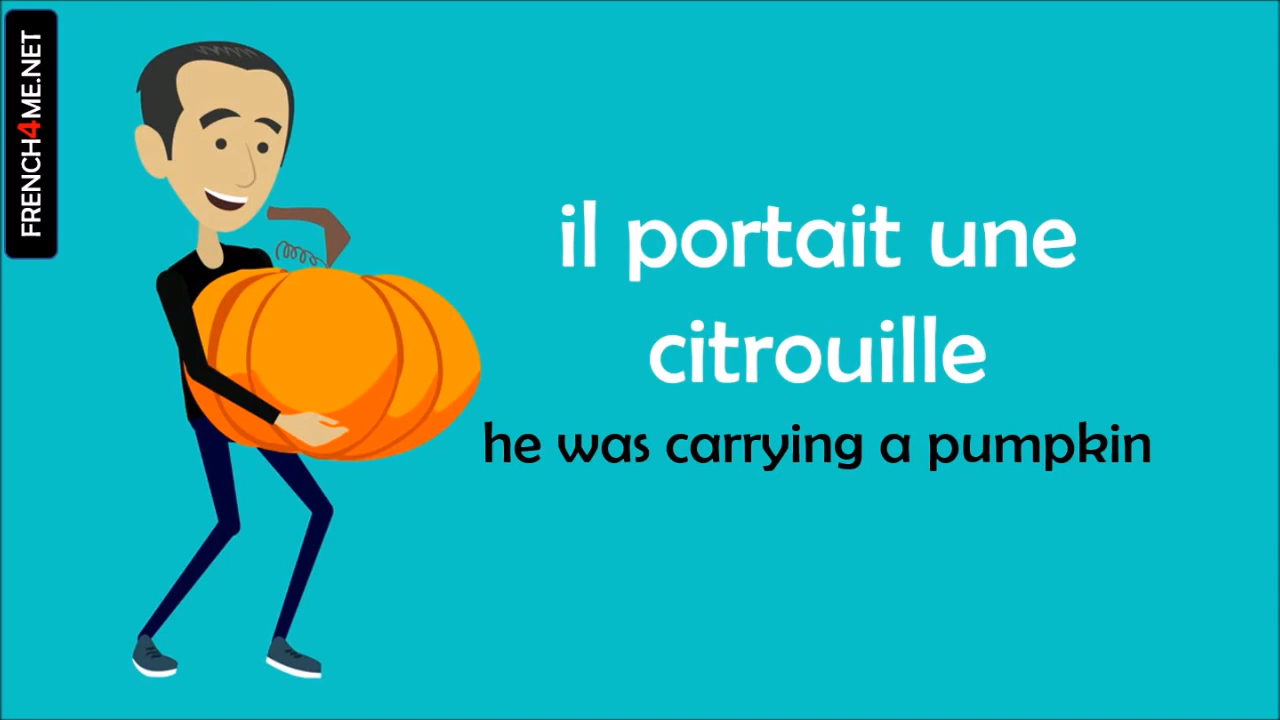 FRENCH4ME.NET
il portait une
citrouille
he was carrying a pumpkin